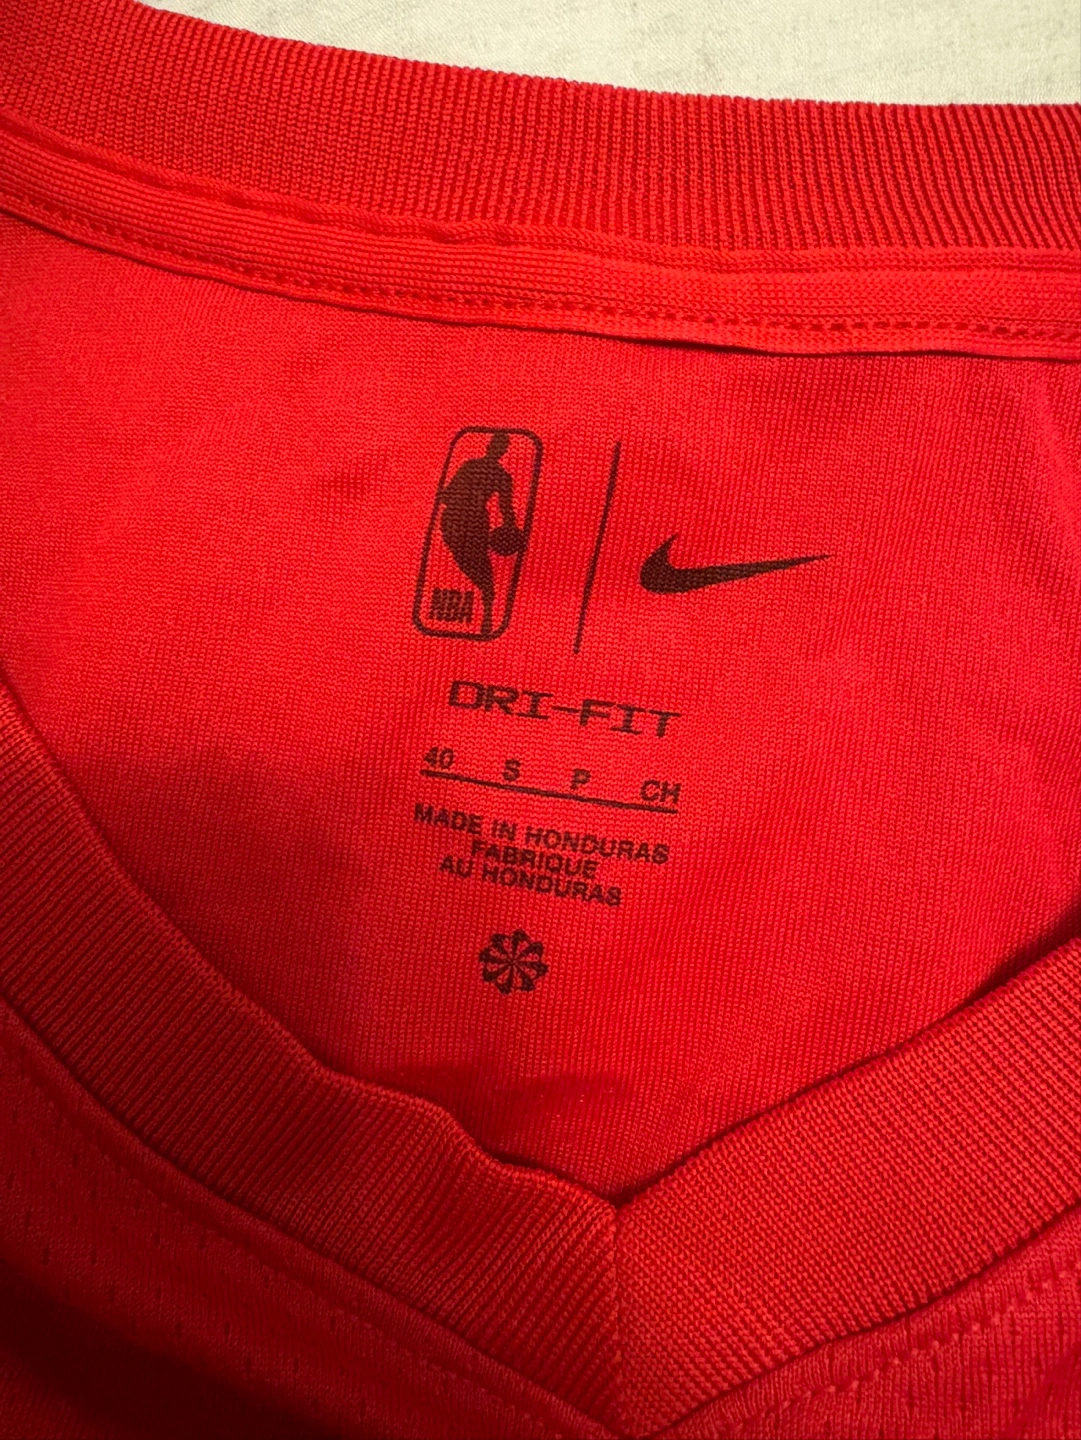 NBA
DRI-FIT
40 S P CH
MADE IN HONDURAS
FABRIQUE
AU HONDURAS